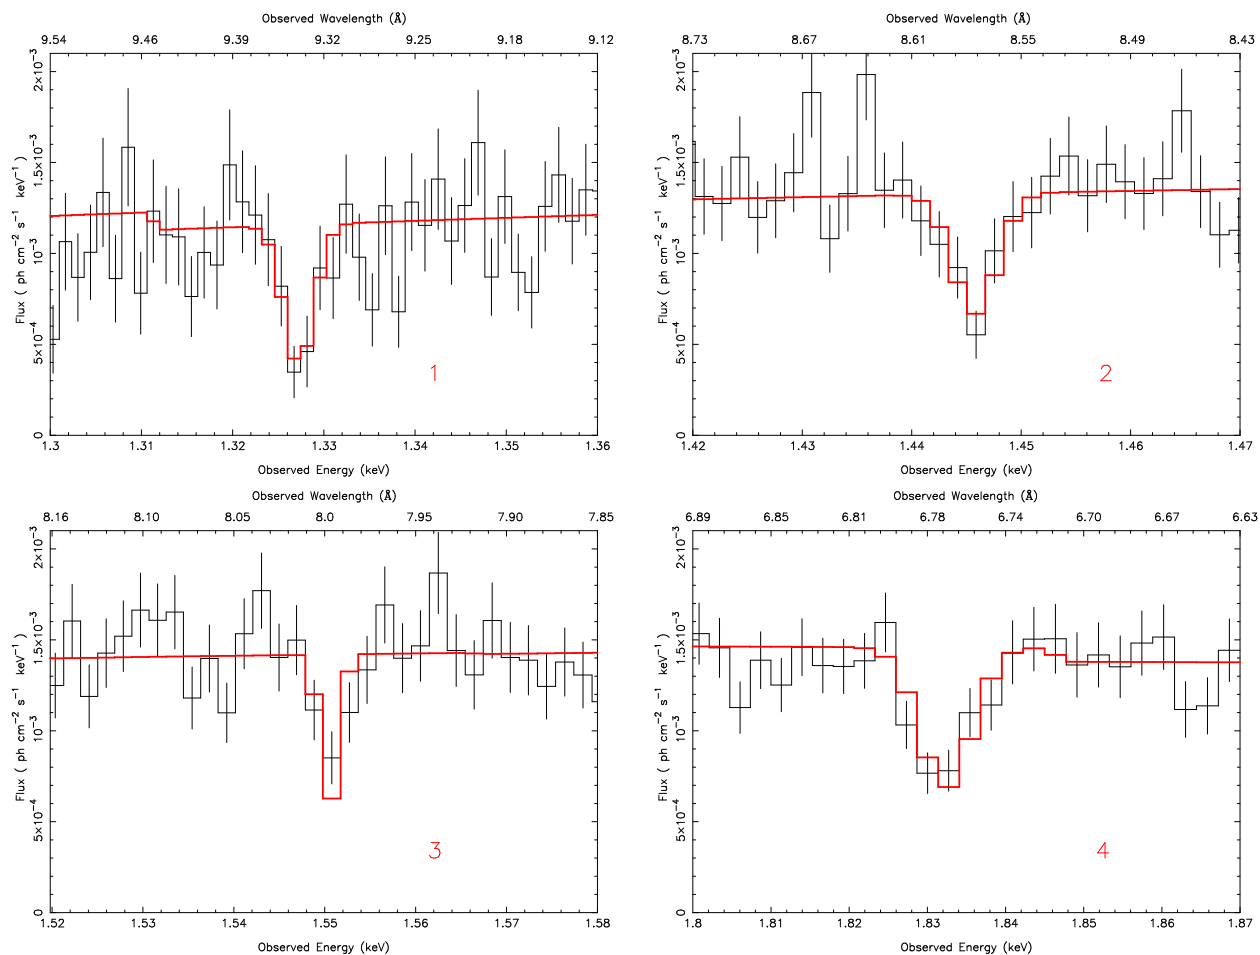 Observed Wavelength (Å)
9.54 9.46 9.39 9.32 9.25 9.18 9.12
Flux ( ph cm−2 s−1 keV−1)
2×10−3
1.5×10−3
10−3
5×10−4
0
1
1.3 1.31 1.32 1.33 1.34 1.35 1.36
Observed Energy (keV)
Observed Wavelength (Å)
8.73 8.67 8.61 8.55 8.49 8.43
Flux ( ph cm−2 s−1 keV−1)
2×10−3
1.5×10−3
10−3
5×10−4
0
2
1.42 1.43 1.44 1.45 1.46 1.47
Observed Energy (keV)
Observed Wavelength (Å)
8.16 8.10 8.05 8.0 7.94 7.90 7.85
Flux ( ph cm−2 s−1 keV−1)
2×10−3
1.5×10−3
10−3
5×10−4
0
3
1.52 1.53 1.54 1.55 1.56 1.57 1.58
Observed Energy (keV)
Observed Wavelength (Å)
6.89 6.85 6.81 6.78 6.74 6.70 6.67 6.63
Flux ( ph cm−2 s−1 keV−1)
2×10−3
1.5×10−3
10−3
5×10−4
0
4
1.8 1.81 1.82 1.83 1.84 1.85 1.86 1.87
Observed Energy (keV)